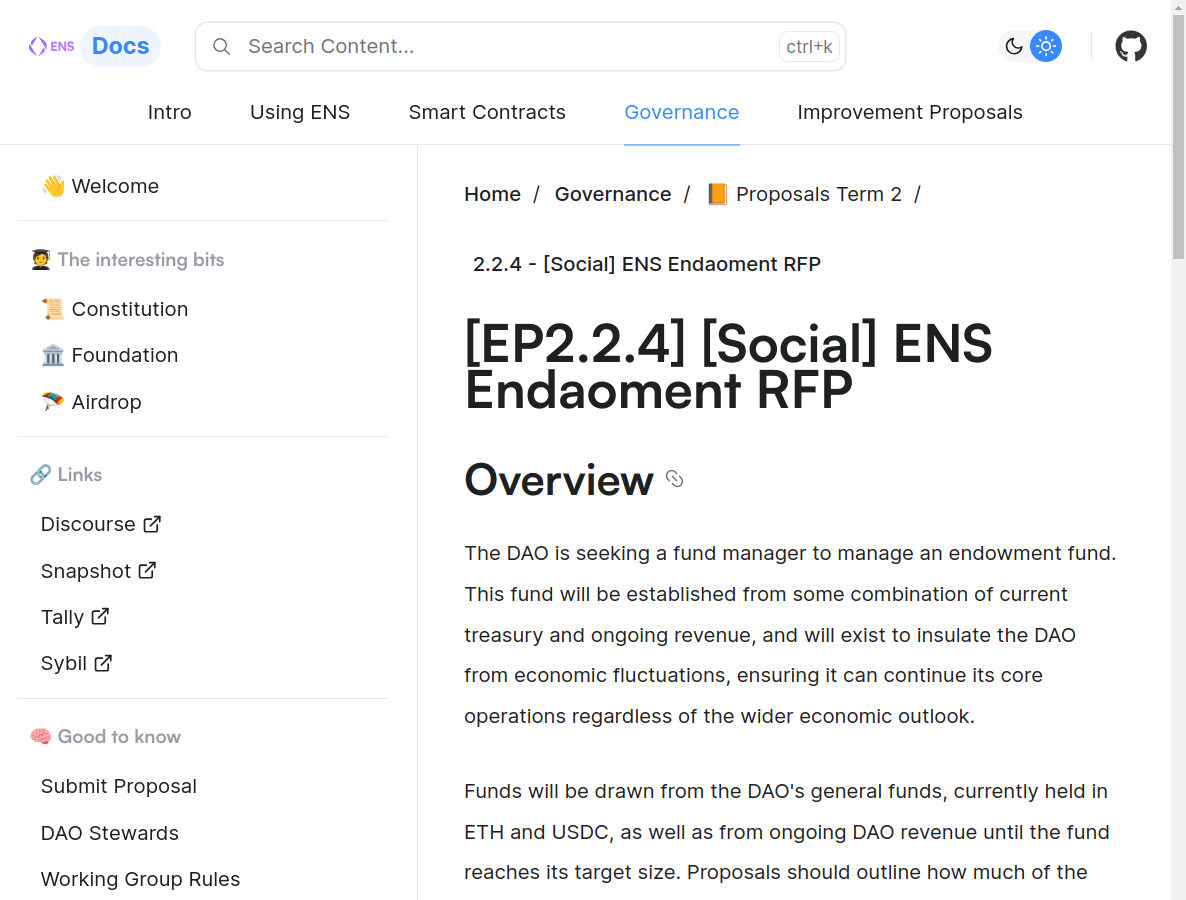 ENS Docs
Search Content...
ctrl+k
Intro
Using ENS
Smart Contracts
Governance
Improvement Proposals
👋 Welcome
🧑‍🎓 The interesting bits
📜 Constitution
🏛️ Foundation
🪂 Airdrop
🔗 Links
Discourse
Snapshot
Tally
Sybil
🧠 Good to know
Submit Proposal
DAO Stewards
Working Group Rules
Home / Governance / 📙 Proposals Term 2 /
2.2.4 - [Social] ENS Endaoment RFP
[EP2.2.4] [Social] ENS
Endaoment RFP
Overview
The DAO is seeking a fund manager to manage an endowment fund.
This fund will be established from some combination of current
treasury and ongoing revenue, and will exist to insulate the DAO
from economic fluctuations, ensuring it can continue its core
operations regardless of the wider economic outlook.
Funds will be drawn from the DAO's general funds, currently held in
ETH and USDC, as well as from ongoing DAO revenue until the fund
reaches its target size. Proposals should outline how much of the